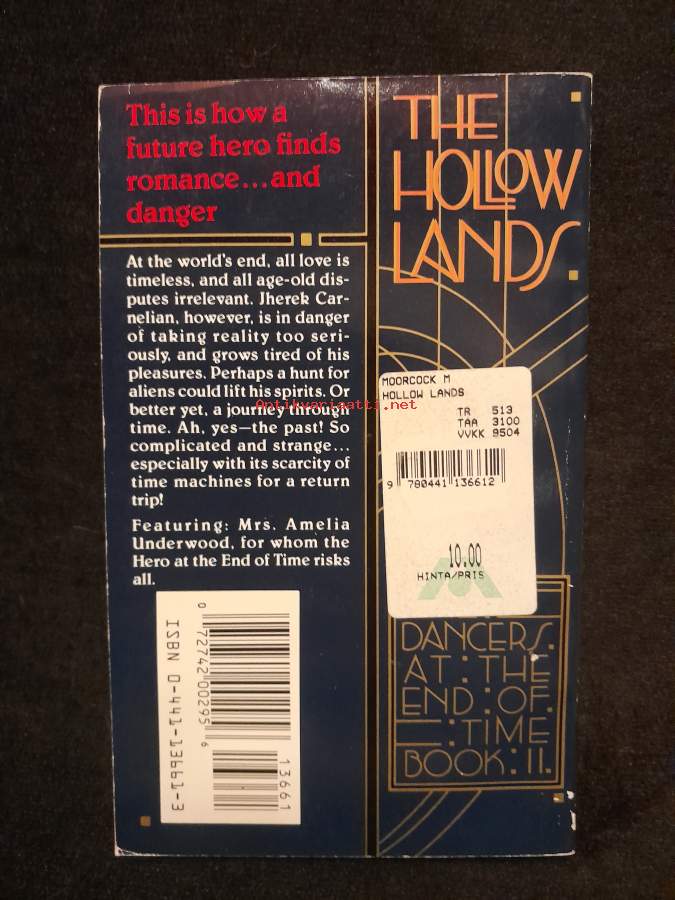 This is how a
future hero finds
romance...and
danger
At the world's end, all love is
timeless, and all age-old dis-
putes irrelevant. Jherek Car-
nelian, however, is in danger
of taking reality too seri-
ously, and grows tired of his
pleasures. Perhaps a hunt for
aliens could lift his spirits. Or
better yet, a journey through
time. Ah, yes—the past! So
complicated and strange...
especially with its scarcity of
time machines for a return
trip!
Featuring: Mrs. Amelia
Underwood, for whom the
Hero at the End of Time risks
all.
ISBN 0-441-13661-3
0 72742 00295 6
13661
THE
HOLLOW
LANDS.
MOORCOCK M
HOLLOW LANDS
TR 513
TAA 3100
VVKK 9504
9 780441 136612
10.00
HINTA/PRIS
DANCERS.
AT:THE
END:OF.
:TIME
BOOK:II.
Antikvariaatti.net